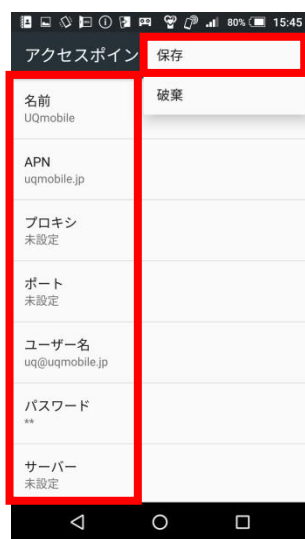 80% 15:45
アクセスポイン
保存
破棄
名前
UQmobile
APN
uqmobile.jp
プロキシ
未設定
ポート
未設定
ユーザー名
uq@uqmobile.jp
パスワード
**
サーバー
未設定